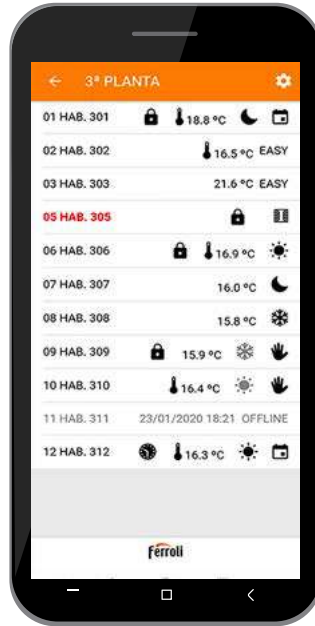 3ª PLANTA
01 HAB. 301 18.8 ºC
02 HAB. 302 16.5 ºC EASY
03 HAB. 303 21.6 ºC EASY
05 HAB. 305
06 HAB. 306 16.9 ºC
07 HAB. 307 16.0 ºC
08 HAB. 308 15.8 ºC
09 HAB. 309 15.9 ºC
10 HAB. 310 16.4 ºC
11 HAB. 311 23/01/2020 18:21 OFFLINE
12 HAB. 312 16.3 ºC
ferroli